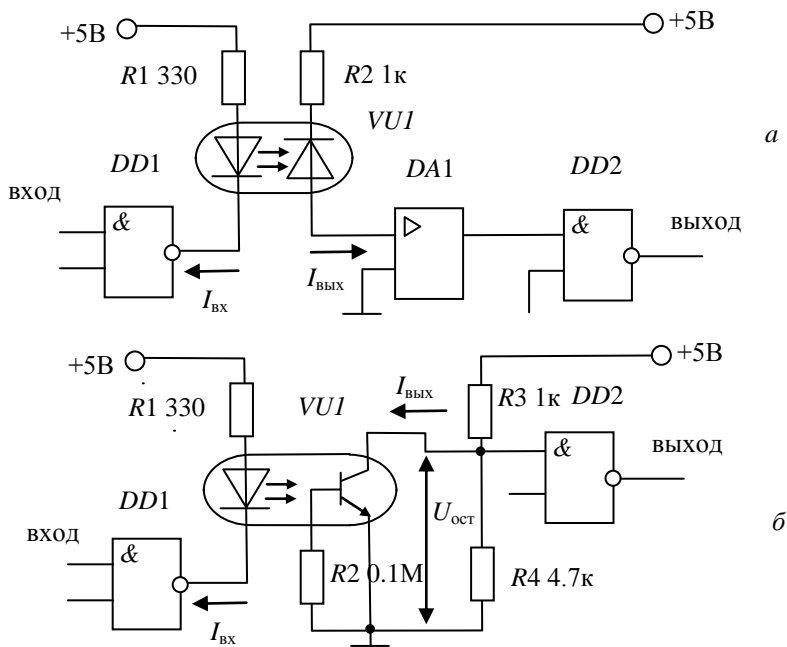 +5В
+5В
R1 330
R2 1к
VU1
а
DD1
DA1
DD2
вход
&
&
выход
Iвх
Iвых
+5В
+5В
Iвых
R1 330
VU1
R3 1к
DD2
&
выход
DD1
Uост
б
вход
&
R2 0.1М
R4 4.7к
Iвх